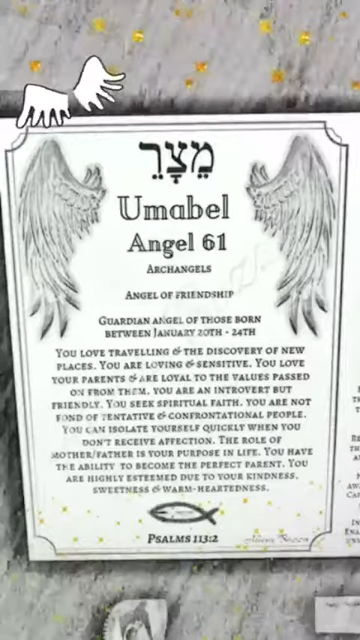 מֵצָרֵ
Umabel
Angel 61
Archangels
Angel of friendship
Guardian angel of those born
between January 20th - 24th
You love travelling & the discovery of new
places. You are loving & sensitive. You love
your parents & are loyal to the values passed
on from them. You are an introvert but
friendly. You seek spiritual faith. You are not
fond of tentative & confrontational people.
You can isolate yourself quickly when you
don't receive affection. The role of
mother/father is your purpose in life. You have
the ability to become the perfect parent. You
are highly esteemed due to your kindness,
sweetness & warm-heartedness.
Psalms 113:2